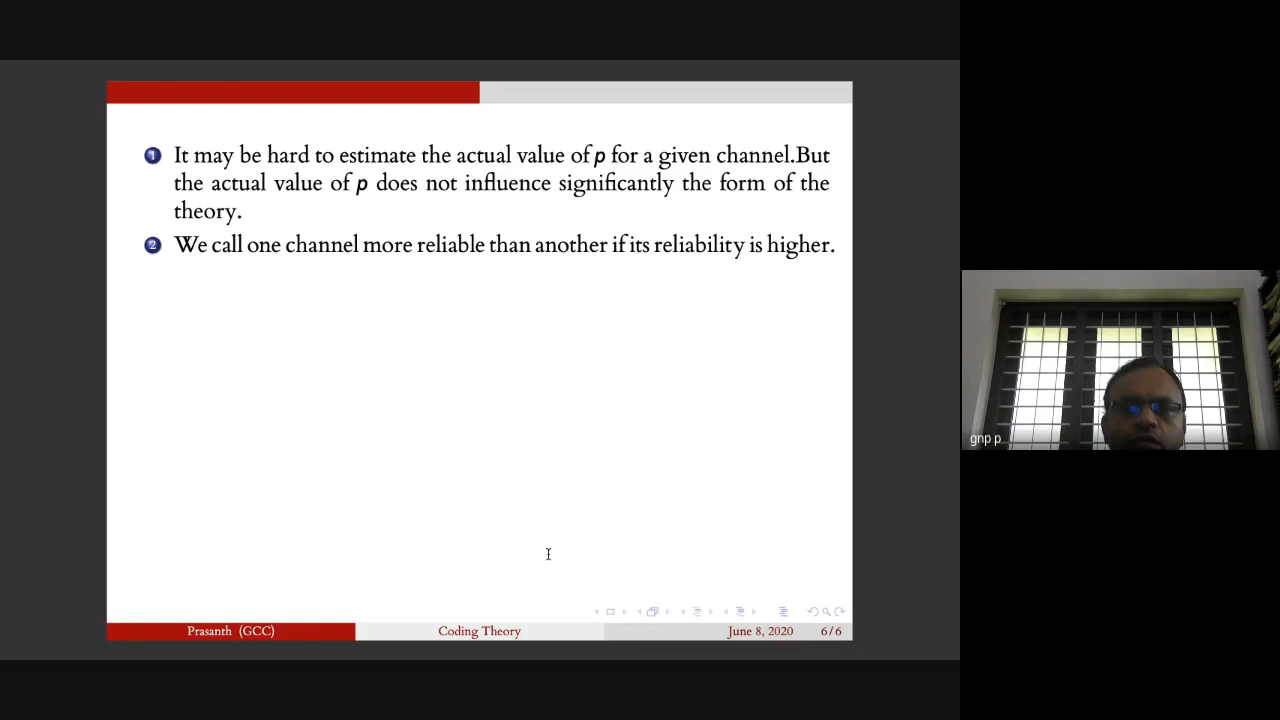 1 It may be hard to estimate the actual value of p for a given channel.But
the actual value of p does not influence significantly the form of the
theory.
2 We call one channel more reliable than another if its reliability is higher.
gnp p
Prasanth (GCC) Coding Theory June 8, 2020 6/6